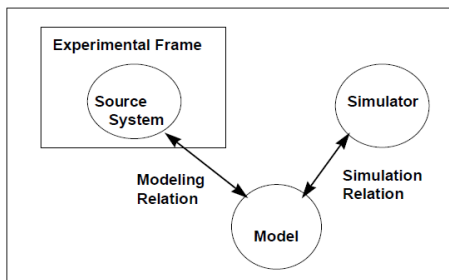 Experimental Frame
Source
System
Simulator
Modeling
Relation
Simulation
Relation
Model